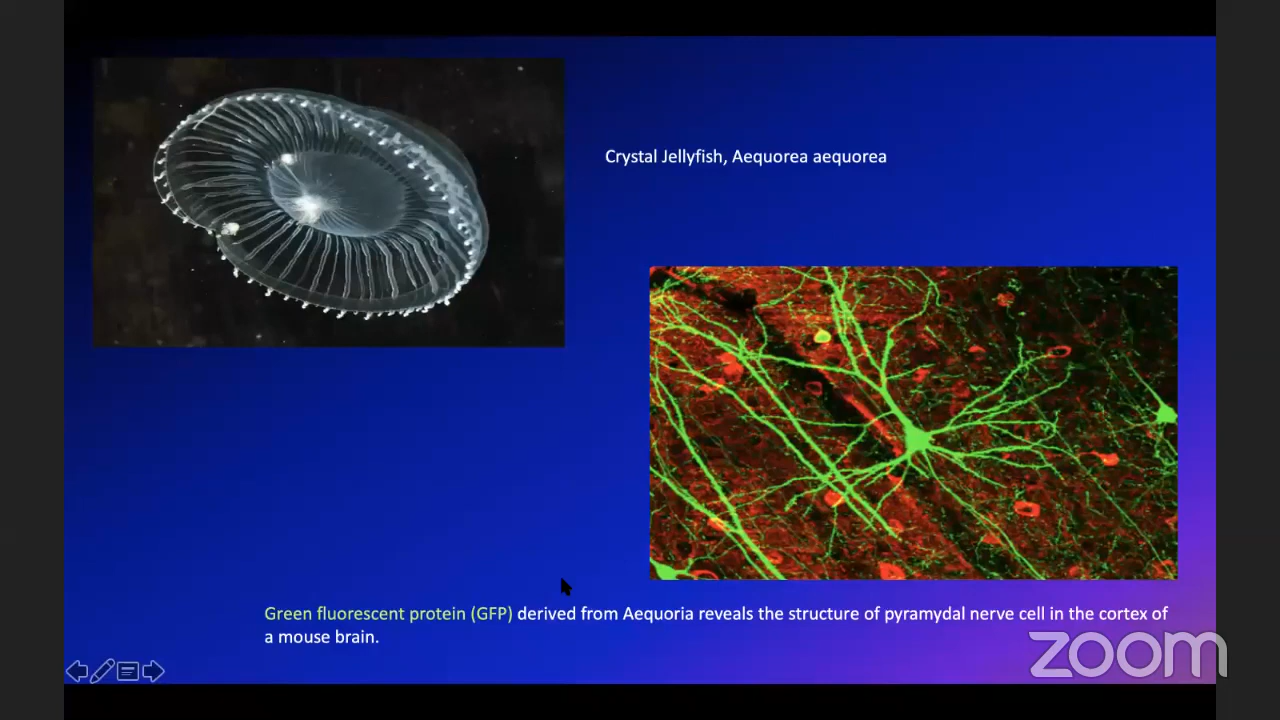 Crystal Jellyfish, Aequorea aequorea
Green fluorescent protein (GFP) derived from Aequoria reveals the structure of pyramydal nerve cell in the cortex of
a mouse brain.
zoom